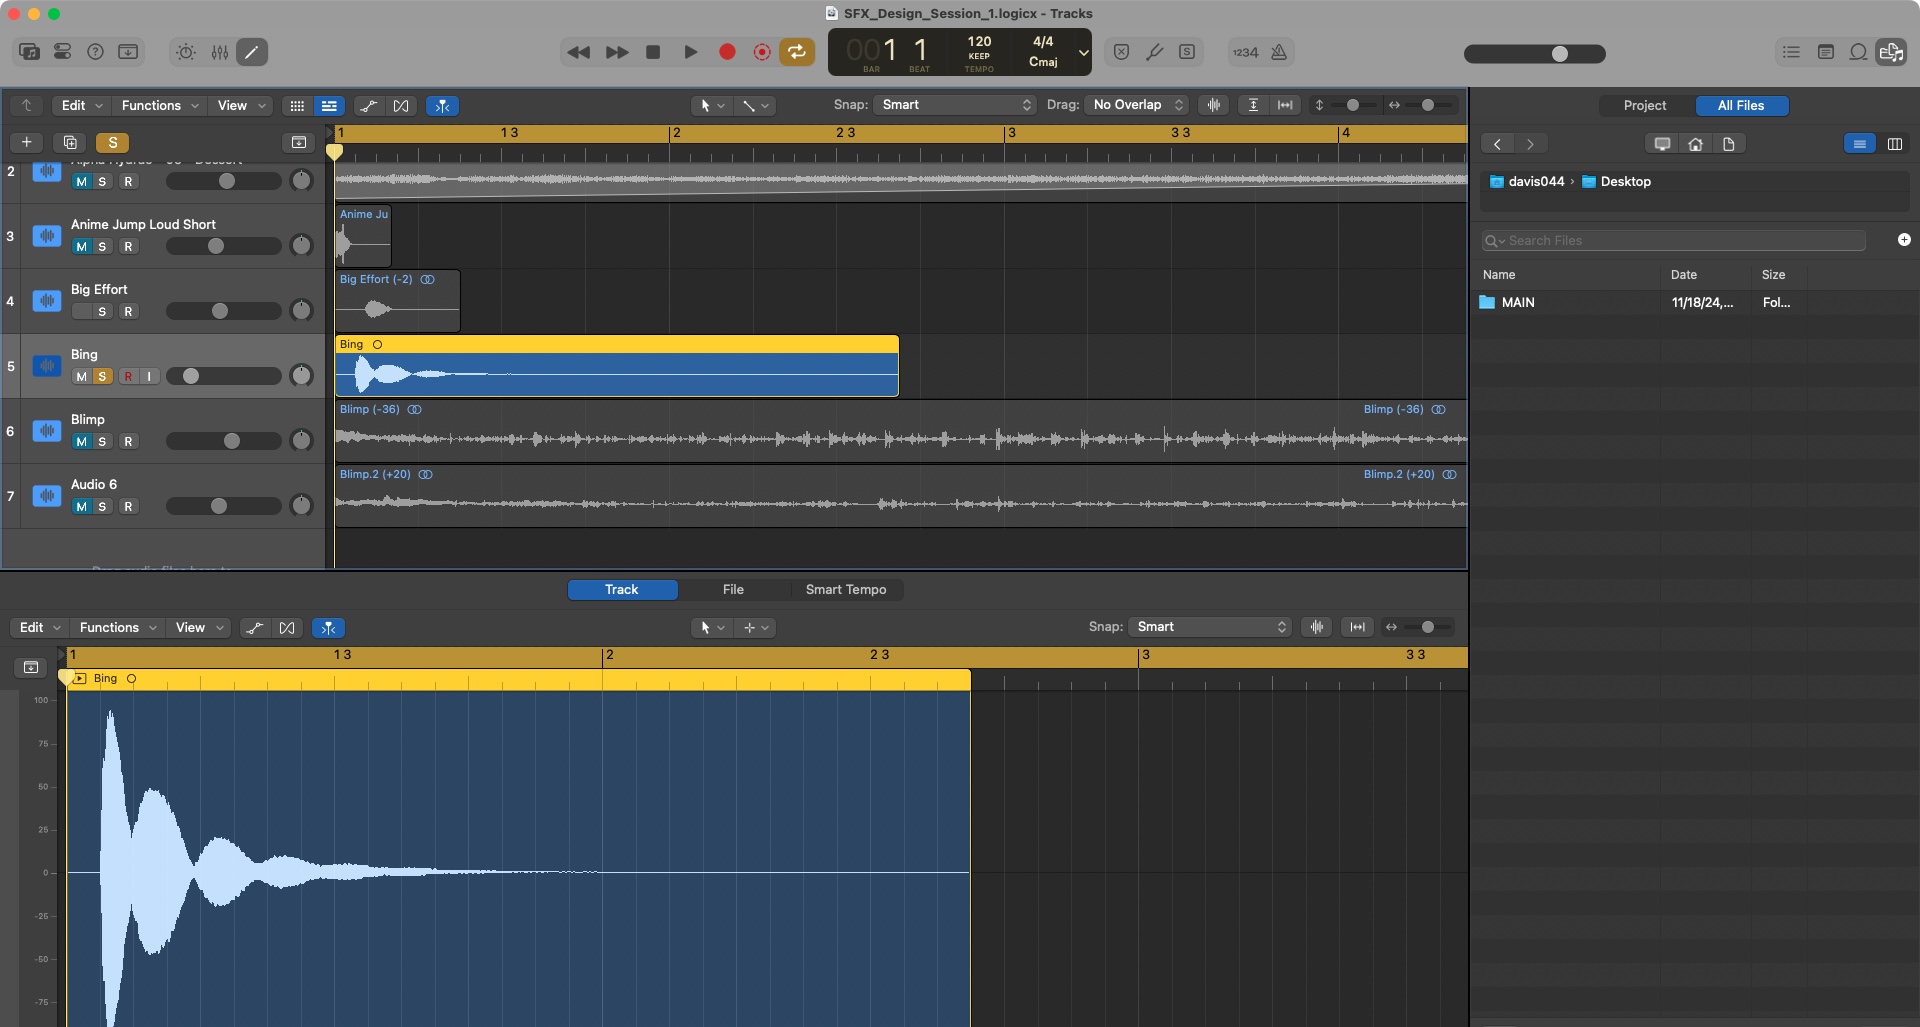 SFX_Design_Session_1.logicx - Tracks
001 1
BAR BEAT
120
KEEP
TEMPO
4/4
Cmaj
S
1234
Edit Functions View
Snap: Smart
Drag: No Overlap
Project All Files
S
1 1 3 2 2 3 3 3 3 4
davis044 › Desktop
Search Files
Name Date Size
MAIN 11/18/24,... Fol...
2
M S R
3 Anime Jump Loud Short
M S R
Anime Ju
4 Big Effort
S R
Big Effort (-2)
5 Bing
M S R I
Bing
6 Blimp
M S R
Blimp (-36)
Blimp (-36)
7 Audio 6
M S R
Blimp.2 (+20)
Blimp.2 (+20)
Track File Smart Tempo
Edit Functions View
Snap: Smart
1 1 3 2 2 3 3 3 3
Bing
100
75
50
25
0
-25
-50
-75